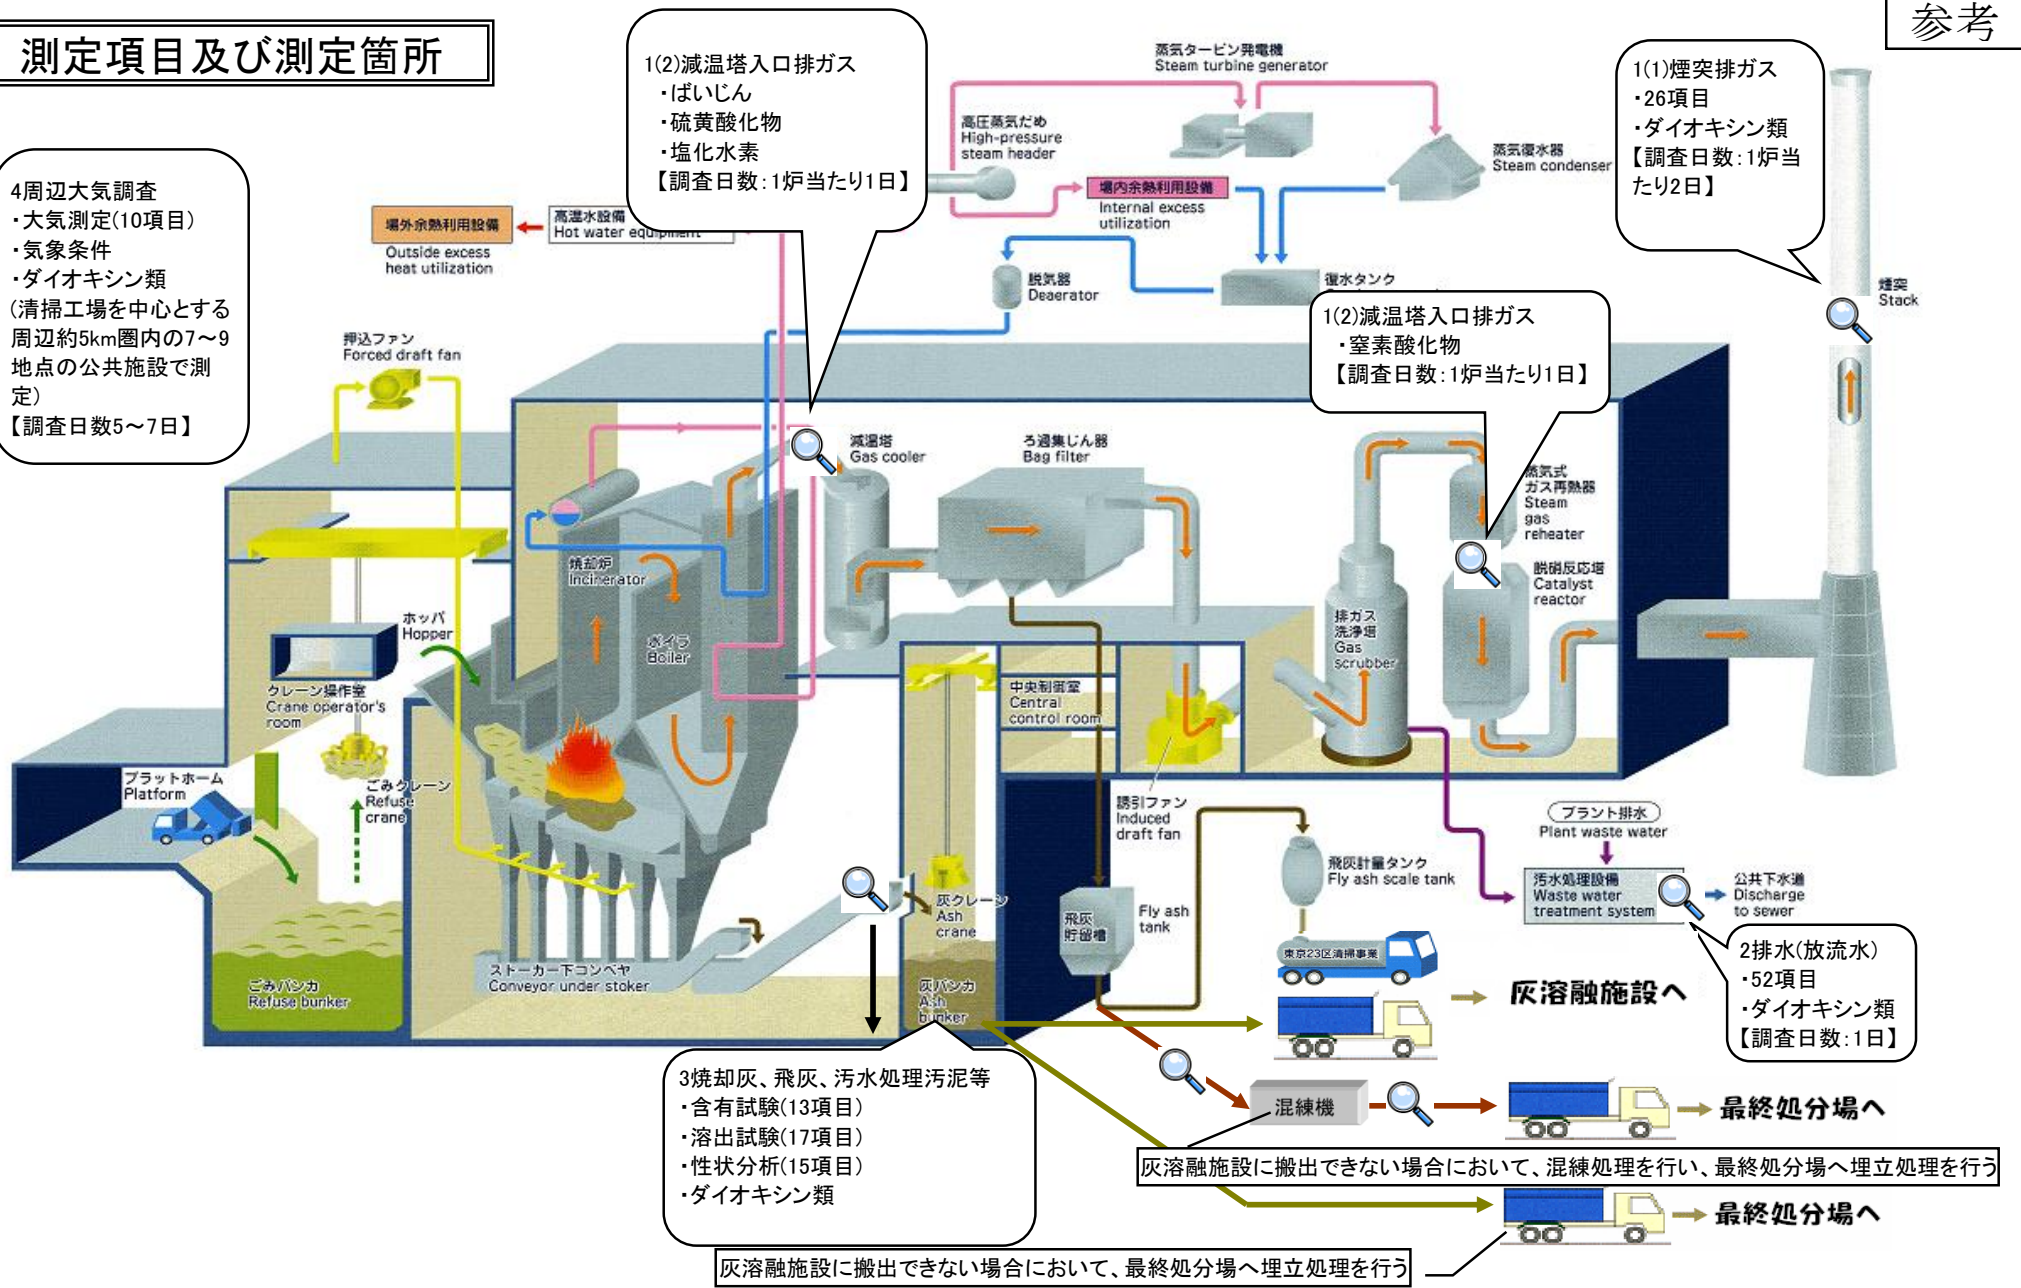 測定項目及び測定箇所
参考
1(2)減温塔入口排ガス
・ばいじん
・硫黄酸化物
・塩化水素
【調査日数：1炉当たり1日】
1(1)煙突排ガス
・26項目
・ダイオキシン類
【調査日数：1炉当
たり2日】
4周辺大気調査
・大気測定(10項目)
・気象条件
・ダイオキシン類
(清掃工場を中心とする
周辺約5km圏内の7～9
地点の公共施設で測
定)
【調査日数5～7日】
蒸気タービン発電機
Steam turbine generator
高圧蒸気だめ
High-pressure
steam header
蒸気復水器
Steam condenser
場内余熱利用設備
Internal excess
utilization
場外余熱利用設備
Outside excess
heat utilization
高温水設備
Hot water equipment
脱気器
Deaerator
復水タンク
煙突
Stack
1(2)減温塔入口排ガス
・窒素酸化物
【調査日数：1炉当たり1日】
押込ファン
Forced draft fan
減温塔
Gas cooler
ろ過集じん器
Bag filter
蒸気式
ガス再熱器
Steam
gas
reheater
焼却炉
Incinerator
脱硝反応塔
Catalyst
reactor
ホッパ
Hopper
ボイラ
Boiler
排ガス
洗浄塔
Gas
scrubber
クレーン操作室
Crane operator's
room
中央制御室
Central
control room
プラットホーム
Platform
ごみクレーン
Refuse
crane
誘引ファン
Induced
draft fan
プラント排水
Plant waste water
飛灰計量タンク
Fly ash scale tank
汚水処理設備
Waste water
treatment system
公共下水道
Discharge
to sewer
灰クレーン
Ash
crane
飛灰
貯留槽
Fly ash
tank
2排水(放流水)
・52項目
・ダイオキシン類
【調査日数：1日】
東京23区清掃事業
ストーカー下コンベヤ
Conveyor under stoker
ごみバンカ
Refuse bunker
灰バンカ
Ash
bunker
灰溶融施設へ
3焼却灰、飛灰、汚水処理汚泥等
・含有試験(13項目)
・溶出試験(17項目)
・性状分析(15項目)
・ダイオキシン類
混練機
最終処分場へ
灰溶融施設に搬出できない場合において、混練処理を行い、最終処分場へ埋立処理を行う
最終処分場へ
灰溶融施設に搬出できない場合において、最終処分場へ埋立処理を行う